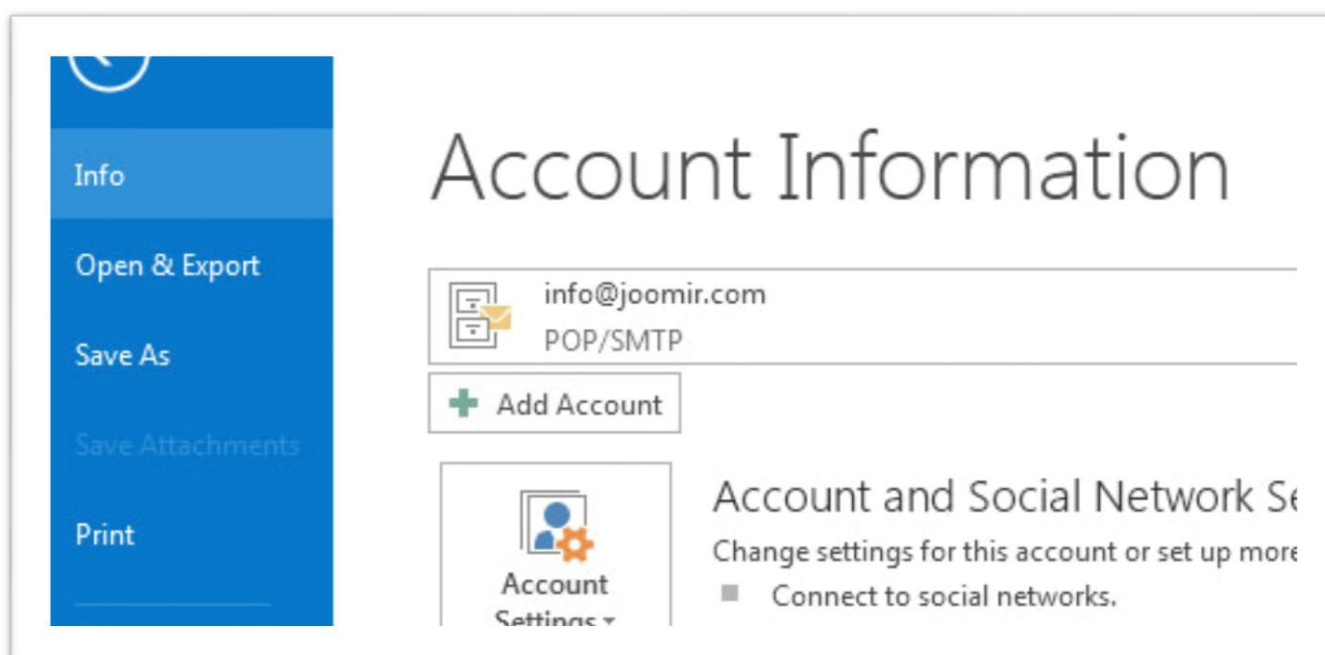 Info
Open & Export
Save As
Save Attachments
Print
Account Information
info@joomir.com
POP/SMTP
Add Account
Account
Settings
Account and Social Network
Change settings for this account or set up more
Connect to social networks.